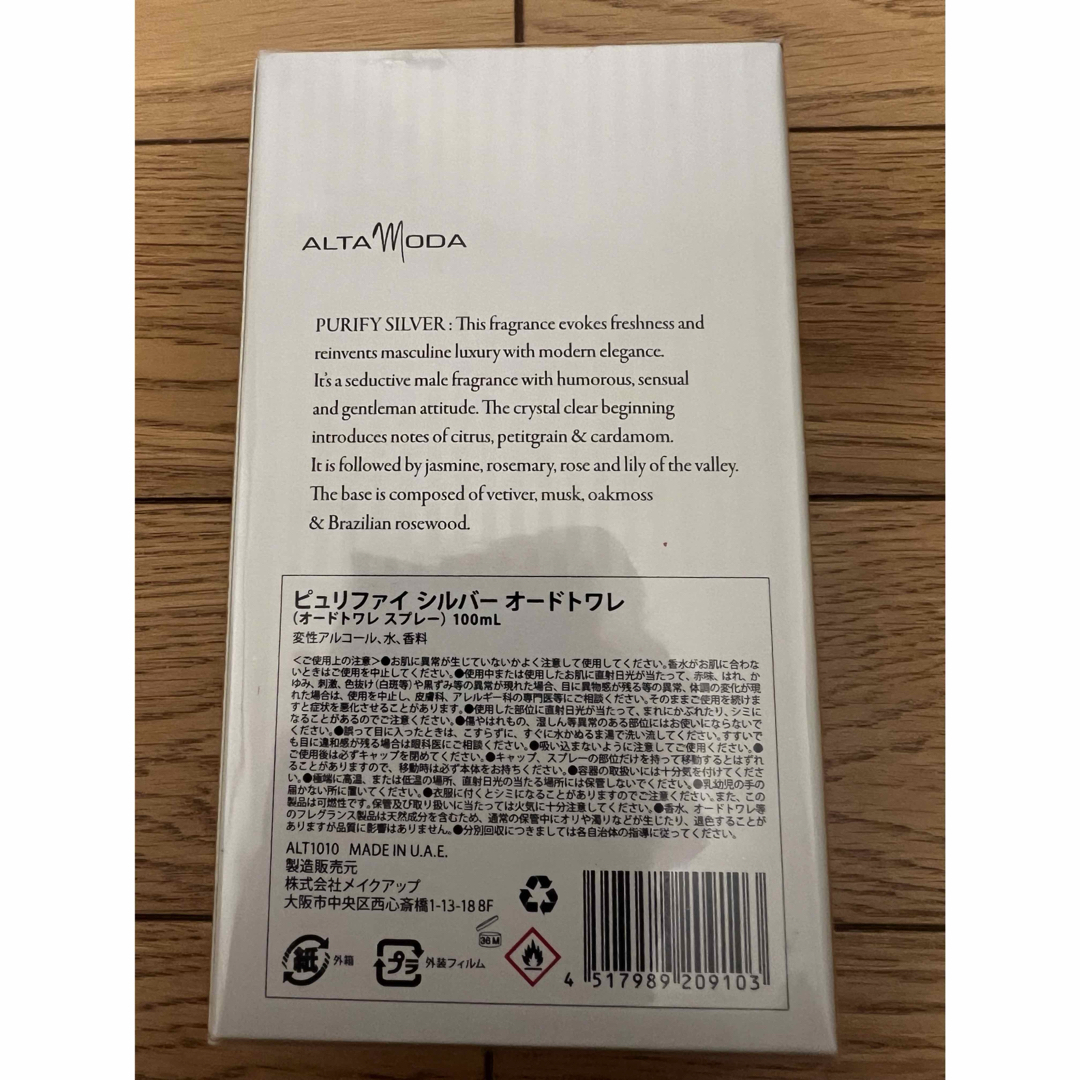 ALTAMODA
PURIFY SILVER : This fragrance evokes freshness and
reinvents masculine luxury with modern elegance.
It's a seductive male fragrance with humorous, sensual
and gentleman attitude. The crystal clear beginning
introduces notes of citrus, petitgrain & cardamom.
It is followed by jasmine, rosemary, rose and lily of the valley.
The base is composed of vetiver, musk, oakmoss
& Brazilian rosewood.
ピュリファイ シルバー オードトワレ
(オードトワレ スプレー) 100mL
変性アルコール、水、香料
<ご使用上の注意>●お肌に異常が生じていないかよく注意して使用してください。香水がお肌に合わな
いときはご使用を中止してください。●使用中または使用したお肌に直射日光が当たって、赤味、はれ、か
ゆみ、刺激、色抜け(白斑等)や黒ずみ等の異常が現れた場合、目に異物感が残る等の異常、体調の変化が現
れた場合は、使用を中止し、皮膚科、アレルギー科の専門医等にご相談ください。そのままご使用を続けま
すと症状を悪化させることがあります。●使用した部位に直射日光が当たって、まれにかぶれたり、シミに
なることがあるのでご注意ください。●傷やはれもの、湿しん等異常のある部位にはお使いにならないで
ください。●誤って目に入ったときは、こすらずに、すぐに水かぬるま湯で洗い流してください。すすいで
も目に違和感が残る場合は眼科医にご相談ください。●吸い込まないように注意してご使用ください。●
ご使用後は必ずキャップを閉めてください。●キャップ、スプレーの部位だけを持って移動するとはずれ
ることがありますので、移動時は必ず本体をお持ちください。●容器の取扱いには十分気を付けてくださ
い。●極端に高温、または低温の場所、直射日光の当たる場所には保管しないでください。●乳幼児の手の
届かない所に置いてください。●衣服に付くとシミになることがありますのでご注意ください。また、この
製品は可燃性です。保管及び取り扱いに当たっては火気に十分注意してください。●香水、オードトワレ等
のフレグランス製品は天然成分を含むため、通常の保管中にオリや濁りなどが生じたり、退色することが
ありますが品質に影響はありません。●分別回収につきましては各自治体の指導に従ってください。
ALT1010 MADE IN U.A.E.
製造販売元
株式会社メイクアップ
大阪市中央区西心斎橋1-13-18 8F
紙 外箱
プラ 外装フィルム
36 M
4 517989 209103